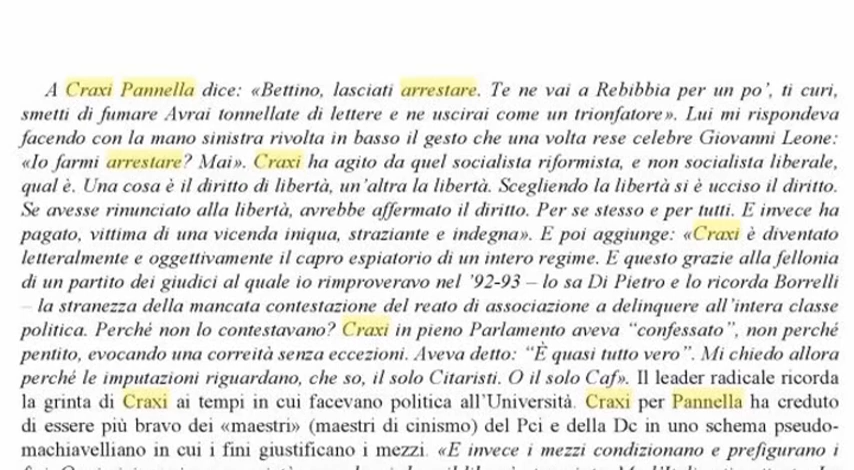 A Craxi Pannella dice: «Bettino, lasciati arrestare. Te ne vai a Rebibbia per un po’, ti curi,
smetti di fumare Avrai tonnellate di lettere e ne uscirai come un trionfatore». Lui mi rispondeva
facendo con la mano sinistra rivolta in basso il gesto che una volta rese celebre Giovanni Leone:
«Io farmi arrestare? Mai». Craxi ha agito da quel socialista riformista, e non socialista liberale,
qual è. Una cosa è il diritto di libertà, un’altra la libertà. Scegliendo la libertà si è ucciso il diritto.
Se avesse rinunciato alla libertà, avrebbe affermato il diritto. Per se stesso e per tutti. E invece ha
pagato, vittima di una vicenda iniqua, straziante e indegna». E poi aggiunge: «Craxi è diventato
letteralmente e oggettivamente il capro espiatorio di un intero regime. E questo grazie alla fellonia
di un partito dei giudici al quale io rimproveravo nel ’92-93 – lo sa Di Pietro e lo ricorda Borrelli
– la stranezza della mancata contestazione del reato di associazione a delinquere all’intera classe
politica. Perché non lo contestavano? Craxi in pieno Parlamento aveva “confessato”, non perché
pentito, evocando una correità senza eccezioni. Aveva detto: “È quasi tutto vero”. Mi chiedo allora
perché le imputazioni riguardano, che so, il solo Citaristi. O il solo Caf». Il leader radicale ricorda
la grinta di Craxi ai tempi in cui facevano politica all’Università. Craxi per Pannella ha creduto
di essere più bravo dei «maestri» (maestri di cinismo) del Pci e della Dc in uno schema pseudo-
machiavelliano in cui i fini giustificano i mezzi. «E invece i mezzi condizionano e prefigurano i